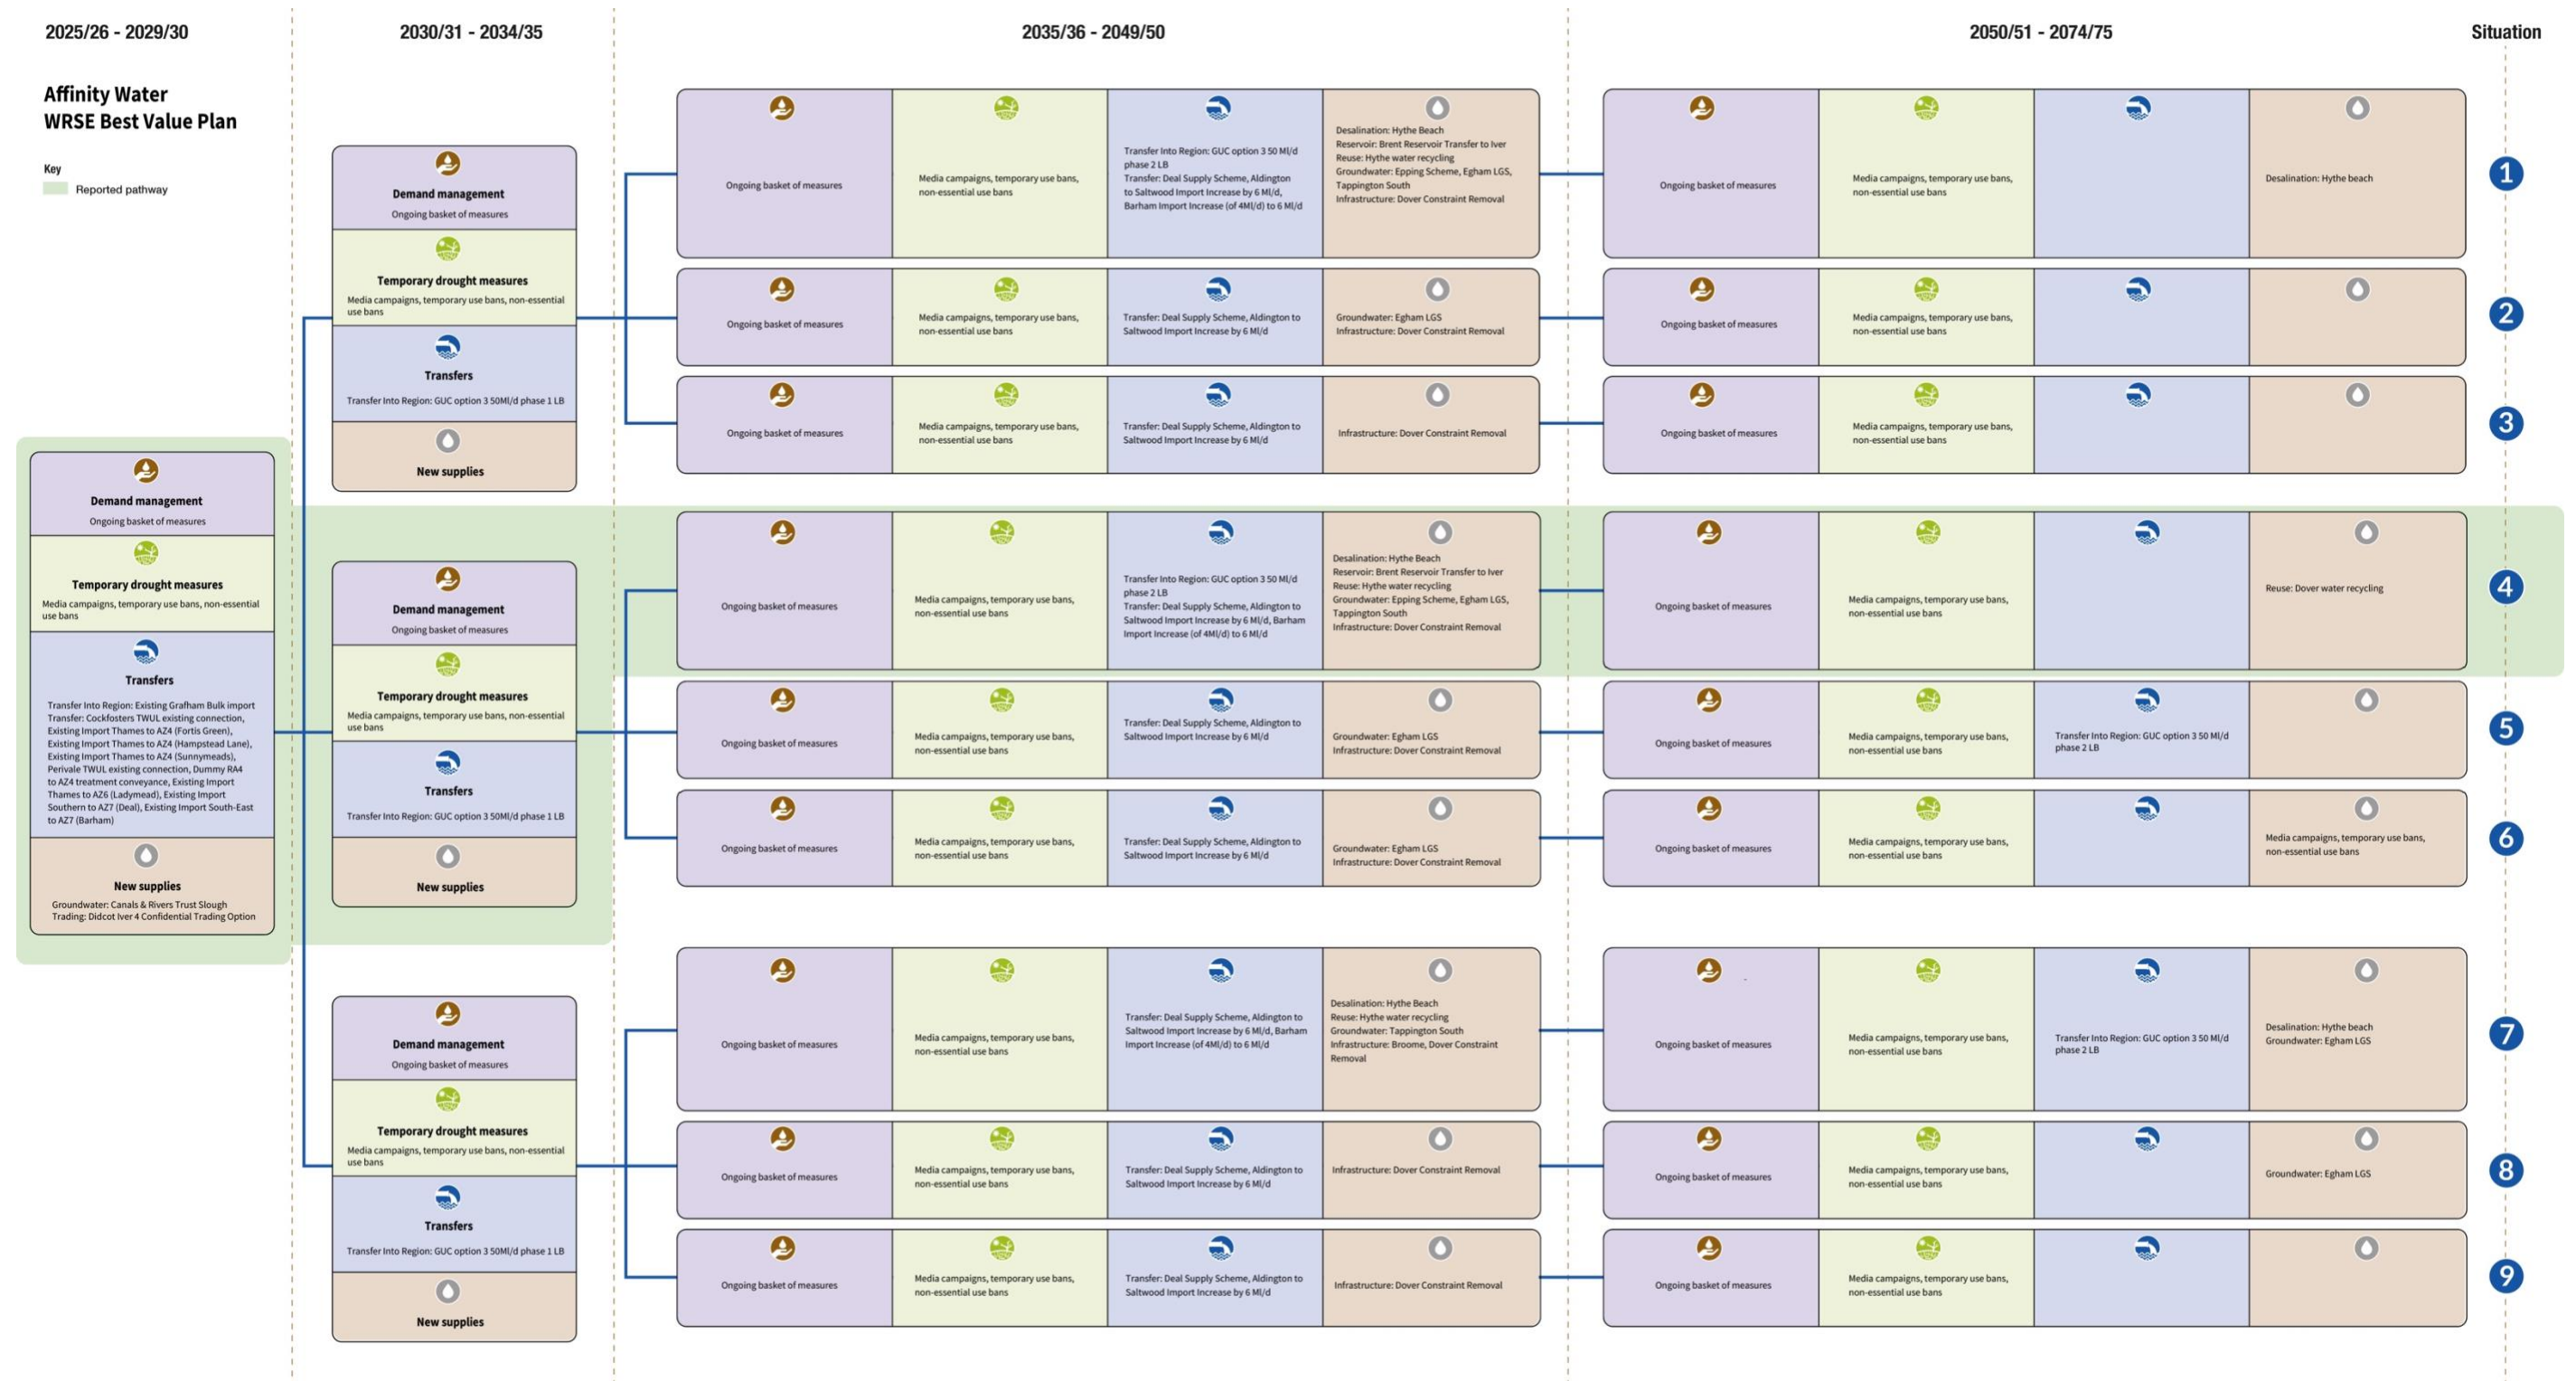 2025/26 - 2029/30
2030/31 - 2034/35
2035/36 - 2049/50
2050/51 - 2074/75
Situation
Affinity Water
WRSE Best Value Plan
Key
Reported pathway
Demand management
Ongoing basket of measures
Temporary drought measures
Media campaigns, temporary use bans, non-essential
use bans
Transfers
Transfer Into Region: Existing Grafham Bulk import
Transfer: Cockfosters TWUL existing connection,
Existing Import Thames to AZ4 (Fortis Green),
Existing Import Thames to AZ4 (Hampstead Lane),
Existing Import Thames to AZ4 (Sunnymeads),
Perivale TWUL existing connection, Dummy RA4
to AZ4 treatment conveyance, Existing Import
Thames to AZ6 (Ladymead), Existing Import
Southern to AZ7 (Deal), Existing Import South-East
to AZ7 (Barham)
New supplies
Groundwater: Canals & Rivers Trust Slough
Trading: Didcot Iver 4 Confidential Trading Option
Demand management
Ongoing basket of measures
Temporary drought measures
Media campaigns, temporary use bans, non-essential
use bans
Transfers
Transfer Into Region: GUC option 3 50Ml/d phase 1 LB
New supplies
Demand management
Ongoing basket of measures
Temporary drought measures
Media campaigns, temporary use bans, non-essential
use bans
Transfers
Transfer Into Region: GUC option 3 50Ml/d phase 1 LB
New supplies
Demand management
Ongoing basket of measures
Temporary drought measures
Media campaigns, temporary use bans, non-essential
use bans
Transfers
Transfer Into Region: GUC option 3 50Ml/d phase 1 LB
New supplies
Ongoing basket of measures
Media campaigns, temporary use bans,
non-essential use bans
Transfer Into Region: GUC option 3 50 Ml/d
phase 2 LB
Transfer: Deal Supply Scheme, Aldington
to Saltwood Import Increase by 6 Ml/d,
Barham Import Increase (of 4Ml/d) to 6 Ml/d
Desalination: Hythe Beach
Reservoir: Brent Reservoir Transfer to Iver
Reuse: Hythe water recycling
Groundwater: Epping Scheme, Egham LGS,
Tappington South
Infrastructure: Dover Constraint Removal
Ongoing basket of measures
Media campaigns, temporary use bans,
non-essential use bans
Desalination: Hythe beach
1
Ongoing basket of measures
Media campaigns, temporary use bans,
non-essential use bans
Transfer: Deal Supply Scheme, Aldington to
Saltwood Import Increase by 6 Ml/d
Groundwater: Egham LGS
Infrastructure: Dover Constraint Removal
Ongoing basket of measures
Media campaigns, temporary use bans,
non-essential use bans
2
Ongoing basket of measures
Media campaigns, temporary use bans,
non-essential use bans
Transfer: Deal Supply Scheme, Aldington to
Saltwood Import Increase by 6 Ml/d
Infrastructure: Dover Constraint Removal
Ongoing basket of measures
Media campaigns, temporary use bans,
non-essential use bans
3
Ongoing basket of measures
Media campaigns, temporary use bans,
non-essential use bans
Transfer Into Region: GUC option 3 50 Ml/d
phase 2 LB
Transfer: Deal Supply Scheme, Aldington to
Saltwood Import Increase by 6 Ml/d, Barham
Import Increase (of 4Ml/d) to 6 Ml/d
Desalination: Hythe Beach
Reservoir: Brent Reservoir Transfer to Iver
Reuse: Hythe water recycling
Groundwater: Epping Scheme, Egham LGS,
Tappington South
Infrastructure: Dover Constraint Removal
Ongoing basket of measures
Media campaigns, temporary use bans,
non-essential use bans
Reuse: Dover water recycling
4
Ongoing basket of measures
Media campaigns, temporary use bans,
non-essential use bans
Transfer: Deal Supply Scheme, Aldington to
Saltwood Import Increase by 6 Ml/d
Groundwater: Egham LGS
Infrastructure: Dover Constraint Removal
Ongoing basket of measures
Media campaigns, temporary use bans,
non-essential use bans
Transfer Into Region: GUC option 3 50 Ml/d
phase 2 LB
5
Ongoing basket of measures
Media campaigns, temporary use bans,
non-essential use bans
Transfer: Deal Supply Scheme, Aldington to
Saltwood Import Increase by 6 Ml/d
Groundwater: Egham LGS
Infrastructure: Dover Constraint Removal
Ongoing basket of measures
Media campaigns, temporary use bans,
non-essential use bans
Media campaigns, temporary use bans,
non-essential use bans
6
Ongoing basket of measures
Media campaigns, temporary use bans,
non-essential use bans
Transfer: Deal Supply Scheme, Aldington to
Saltwood Import Increase by 6 Ml/d, Barham
Import Increase (of 4Ml/d) to 6 Ml/d
Desalination: Hythe Beach
Reuse: Hythe water recycling
Groundwater: Tappington South
Infrastructure: Broome, Dover Constraint
Removal
Ongoing basket of measures
Media campaigns, temporary use bans,
non-essential use bans
Transfer Into Region: GUC option 3 50 Ml/d
phase 2 LB
Desalination: Hythe beach
Groundwater: Egham LGS
7
Ongoing basket of measures
Media campaigns, temporary use bans,
non-essential use bans
Transfer: Deal Supply Scheme, Aldington to
Saltwood Import Increase by 6 Ml/d
Infrastructure: Dover Constraint Removal
Ongoing basket of measures
Media campaigns, temporary use bans,
non-essential use bans
Groundwater: Egham LGS
8
Ongoing basket of measures
Media campaigns, temporary use bans,
non-essential use bans
Transfer: Deal Supply Scheme, Aldington to
Saltwood Import Increase by 6 Ml/d
Infrastructure: Dover Constraint Removal
Ongoing basket of measures
Media campaigns, temporary use bans,
non-essential use bans
9